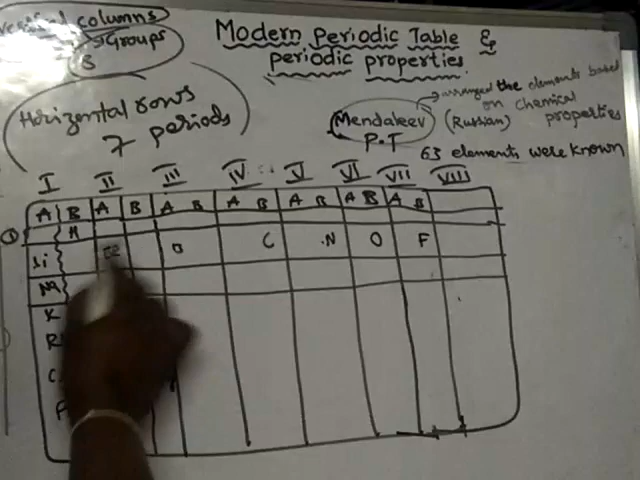 columns
Groups
8
Modern Periodic Table &
periodic properties
Horizontal rows
7 periods
Mendaleev
P.T
(Russian)
arranged the elements based
on chemical
properties
63 elements were known
I II III IV V VI VII VIII
A B A B A B A B A B A B A B
H
Li C .N O F
Na
K